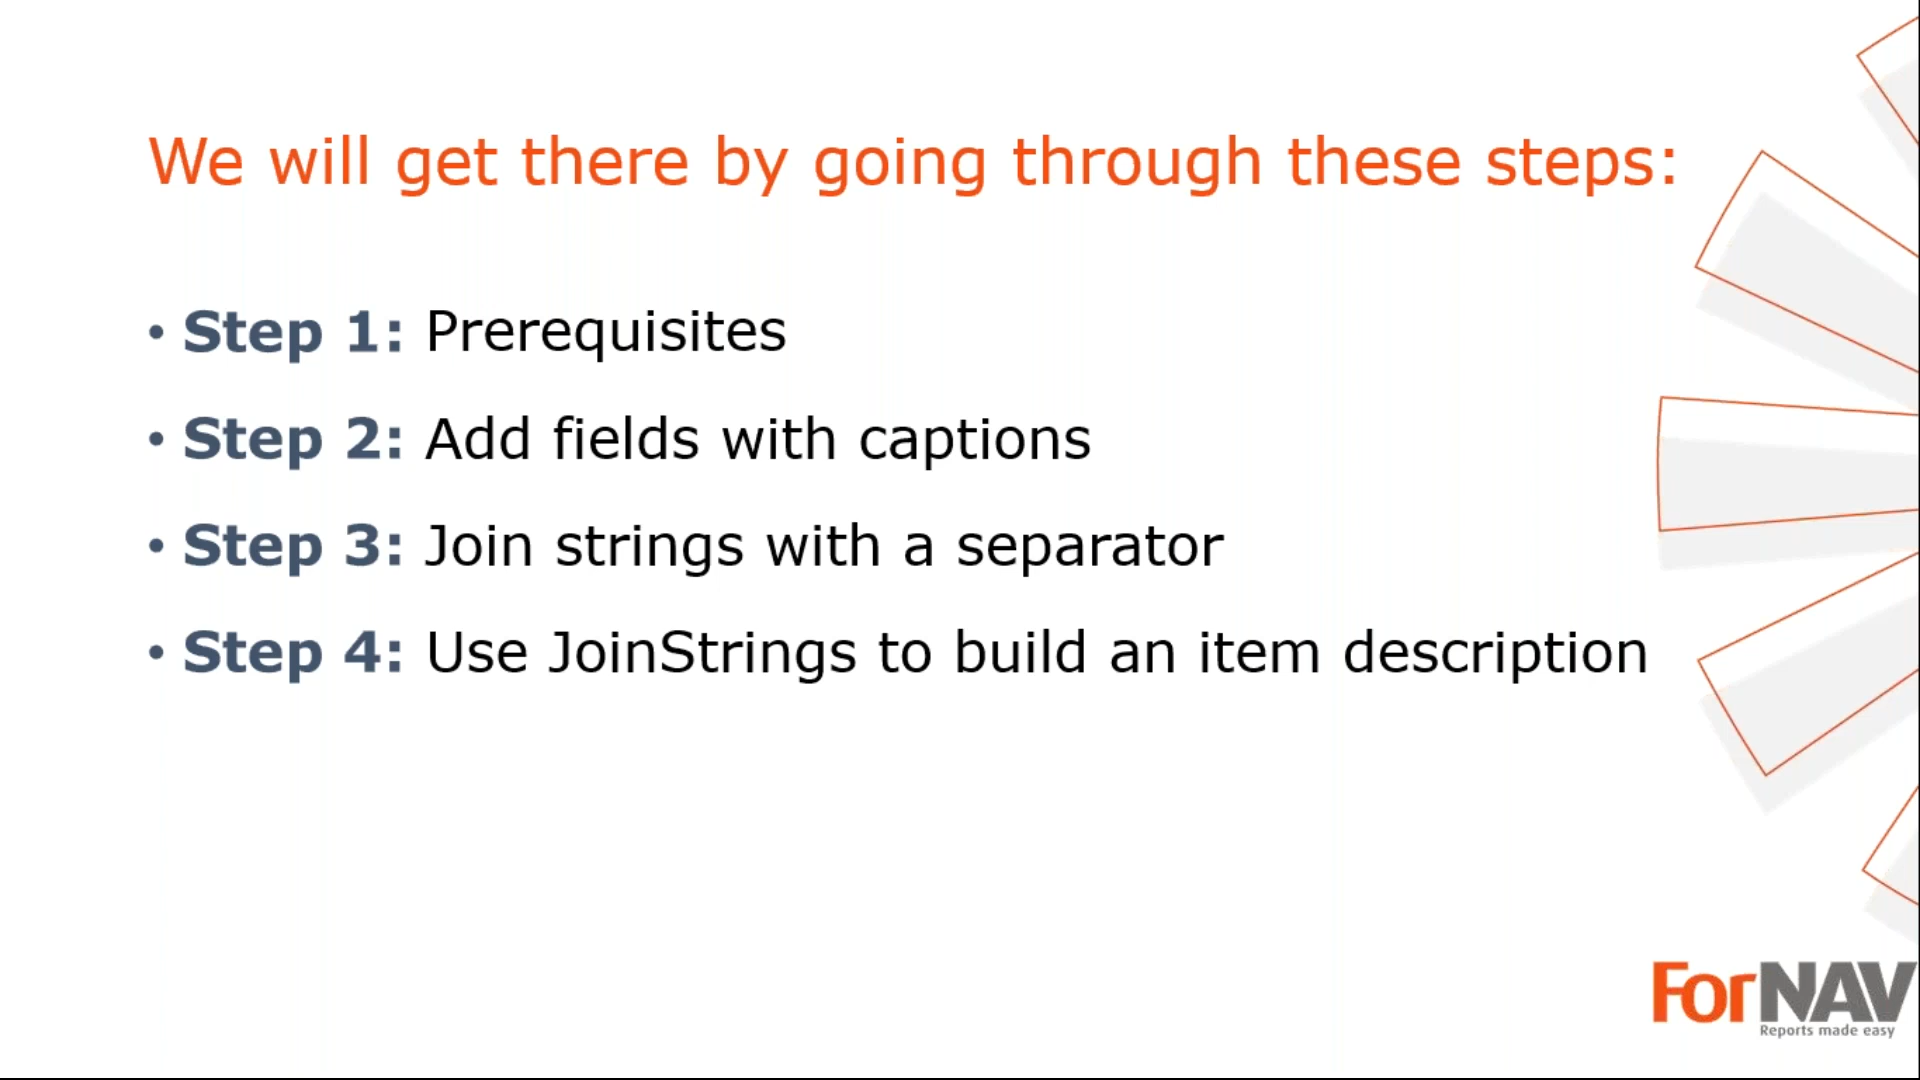 We will get there by going through these steps:
• Step 1: Prerequisites
• Step 2: Add fields with captions
• Step 3: Join strings with a separator
• Step 4: Use JoinStrings to build an item description
ForNAV
Reports made easy